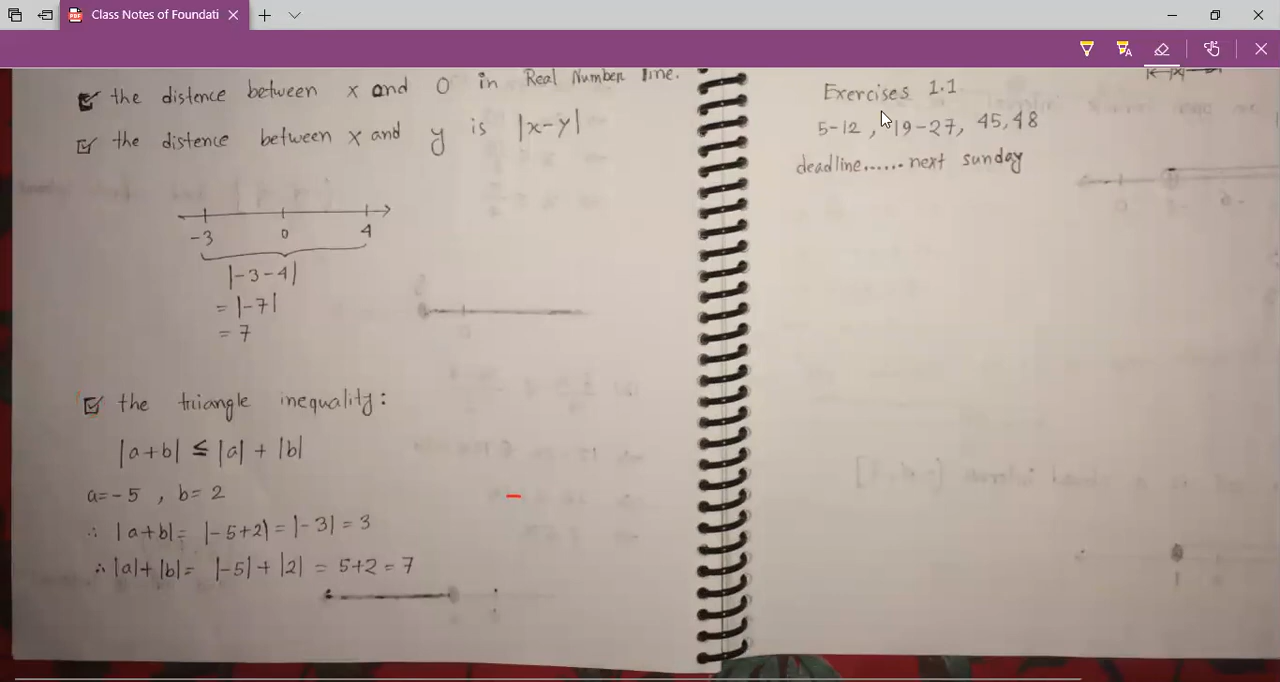 Class Notes of Foundati
the distence between x and 0 in Real Number line.
the distence between x and y is |x-y|
-3 0 4
|-3-4|
= |-7|
= 7
the triangle inequality:
|a+b| ≤ |a| + |b|
a=-5 , b= 2
∴ |a+b| = |-5+2| = |-3| = 3
∴ |a|+|b| = |-5| + |2| = 5+2 = 7
Exercises 1.1
5-12 , 19-27, 45,48
deadline......next sunday